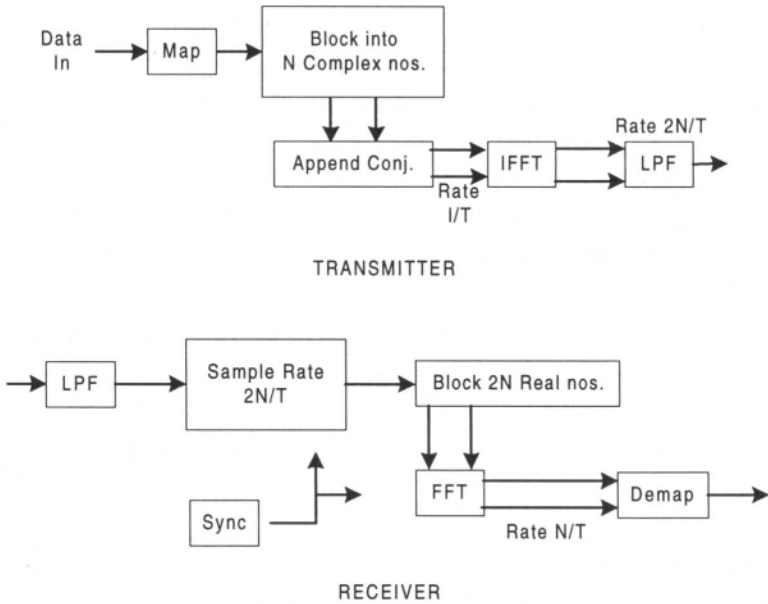 Data
In
Map
Block into
N Complex nos.
Append Conj.
Rate
I/T
IFFT
Rate 2N/T
LPF
TRANSMITTER
LPF
Sample Rate
2N/T
Block 2N Real nos.
Sync
FFT
Rate N/T
Demap
RECEIVER